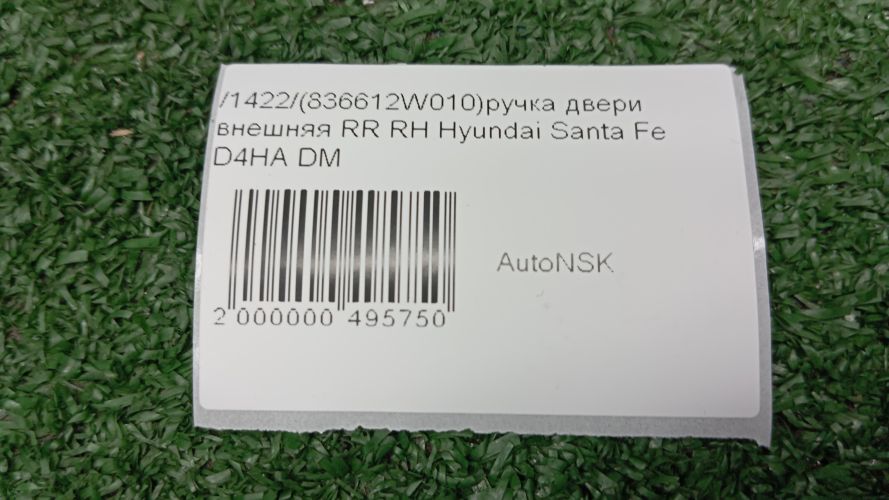 /1422/(836612W010)ручка двери
внешняя RR RH Hyundai Santa Fe
D4HA DM
AutoNSK
2 000000 495750